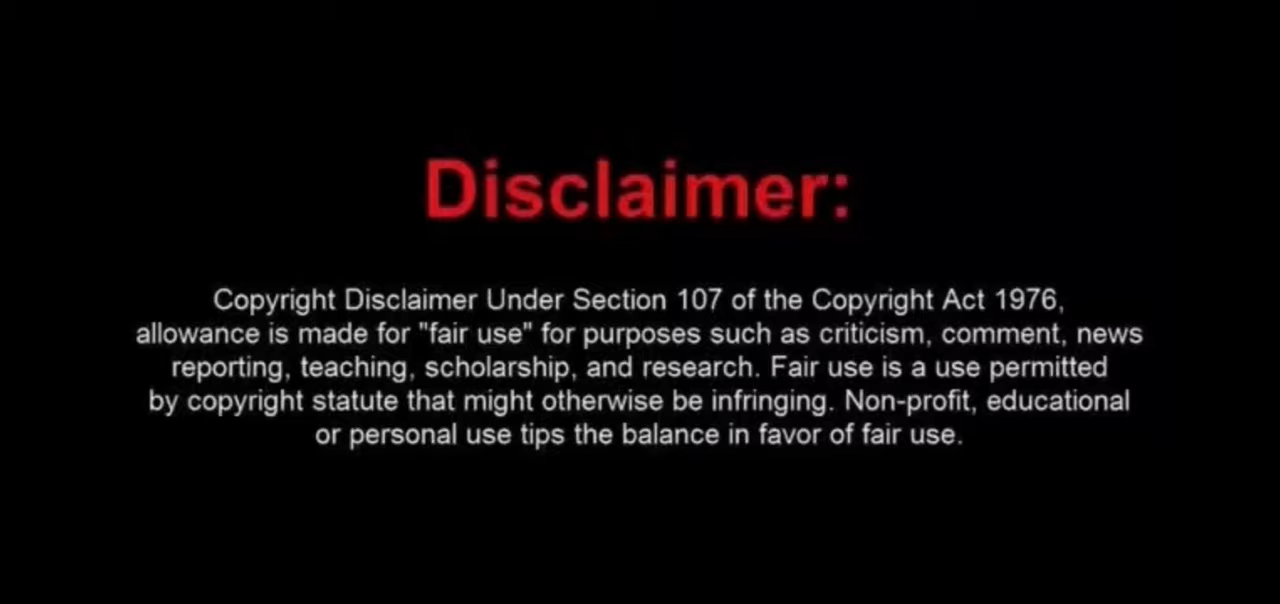 Disclaimer:
Copyright Disclaimer Under Section 107 of the Copyright Act 1976,
allowance is made for "fair use" for purposes such as criticism, comment, news
reporting, teaching, scholarship, and research. Fair use is a use permitted
by copyright statute that might otherwise be infringing. Non-profit, educational
or personal use tips the balance in favor of fair use.